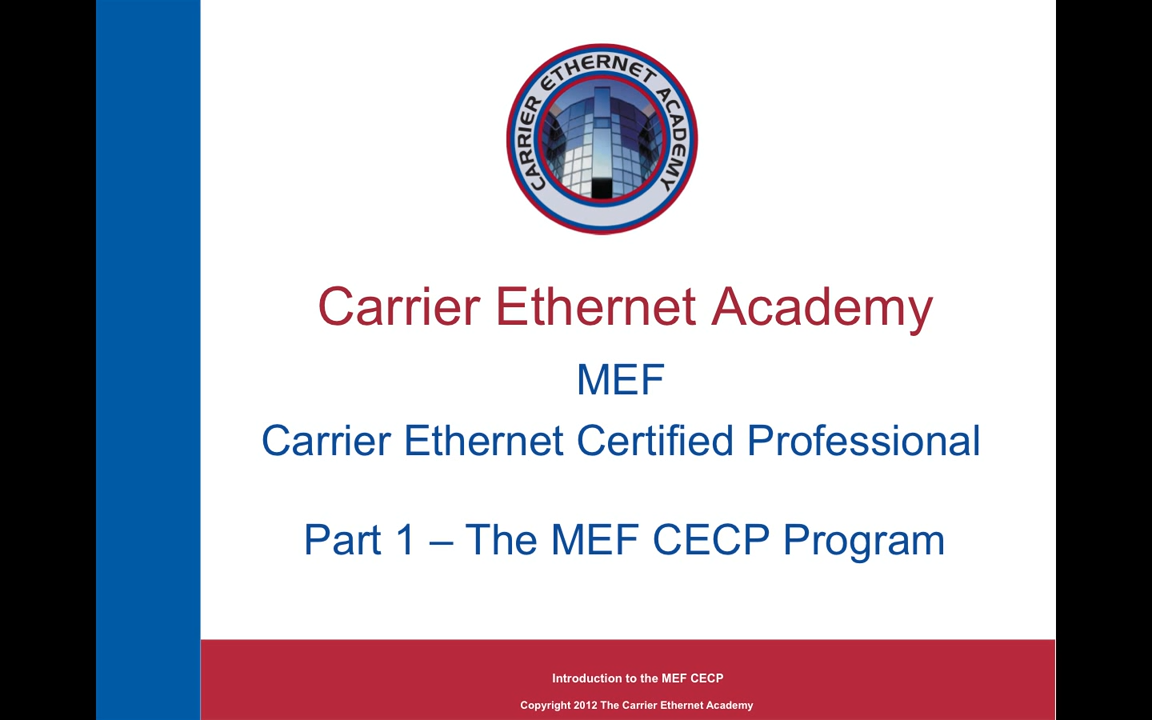 CARRIER ETHERNET ACADEMY
Carrier Ethernet Academy
MEF
Carrier Ethernet Certified Professional
Part 1 – The MEF CECP Program
Introduction to the MEF CECP
Copyright 2012 The Carrier Ethernet Academy